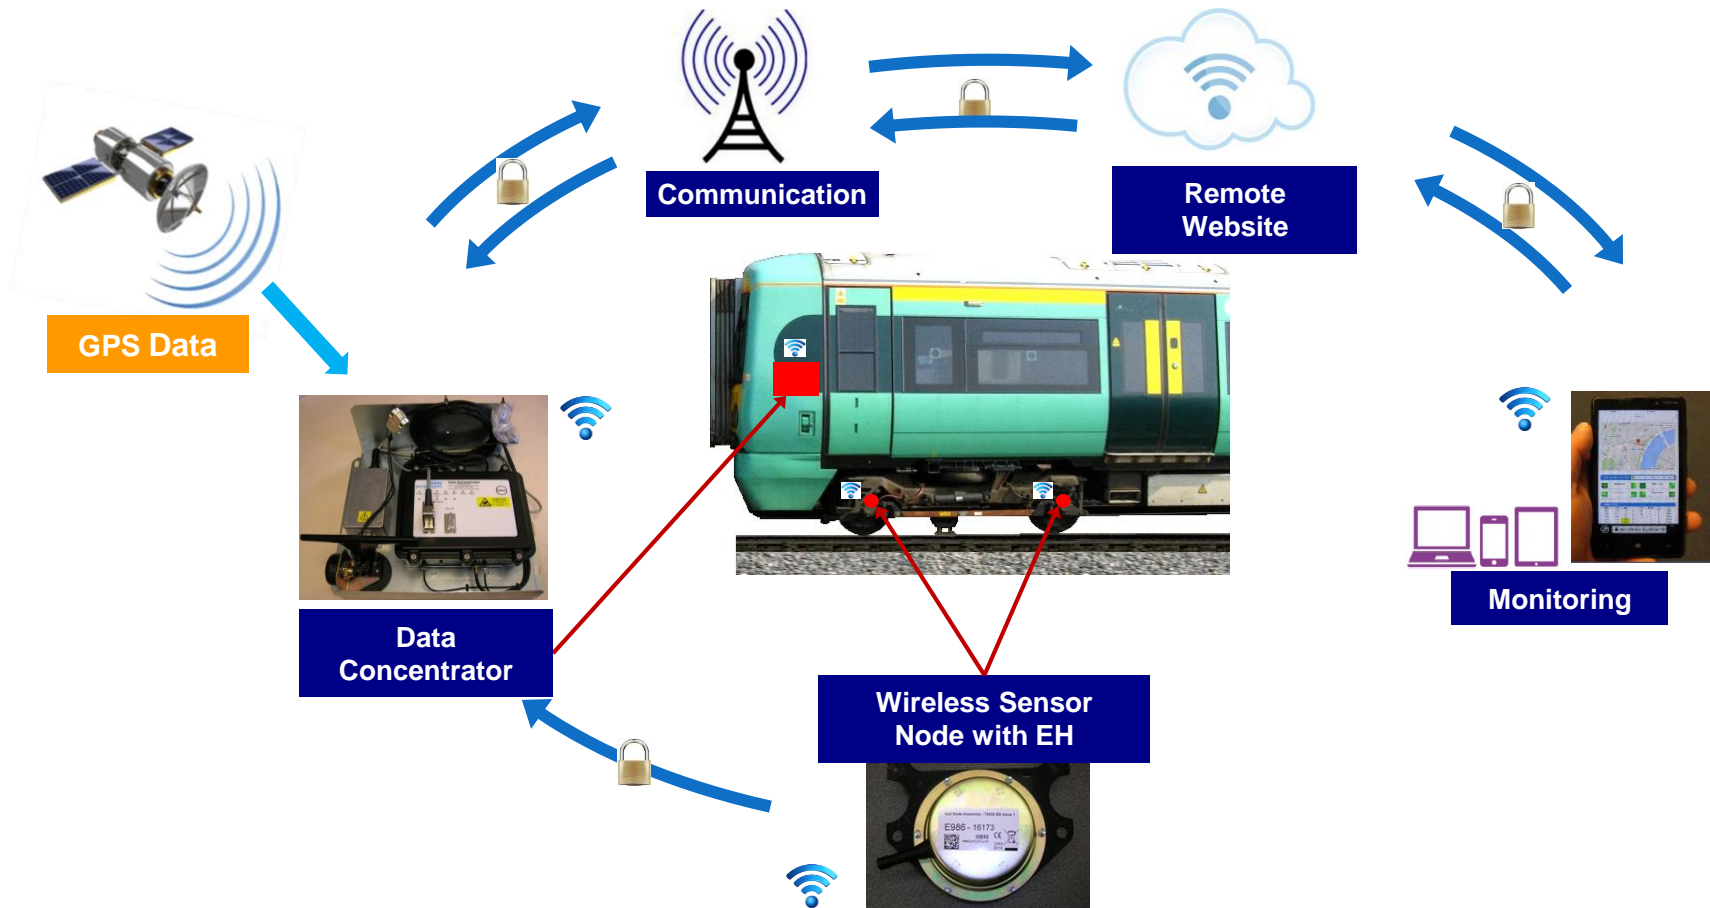 Communication
Remote
Website
GPS Data
Data
Concentrator
Monitoring
Wireless Sensor
Node with EH
E986 - 16173